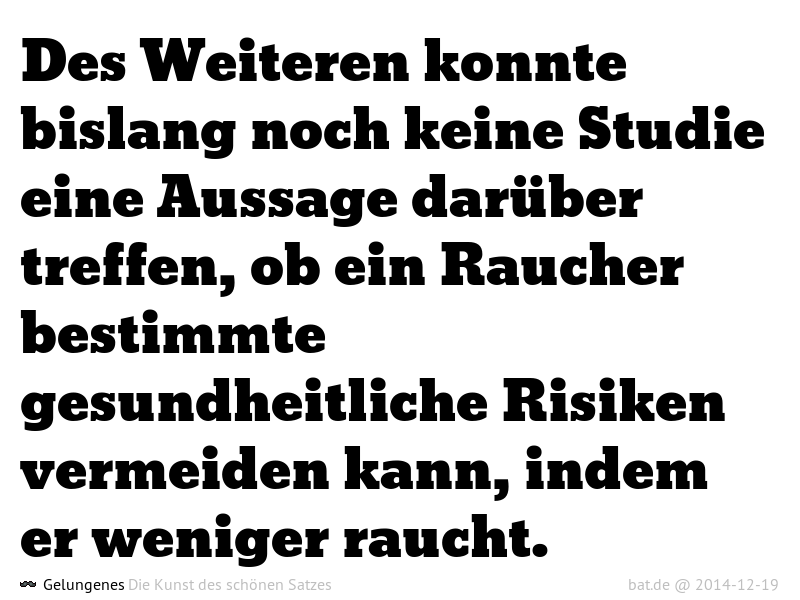 Des Weiteren konnte
bislang noch keine Studie
eine Aussage darüber
treffen, ob ein Raucher
bestimmte
gesundheitliche Risiken
vermeiden kann, indem
er weniger raucht.
Gelungenes Die Kunst des schönen Satzes bat.de @ 2014-12-19